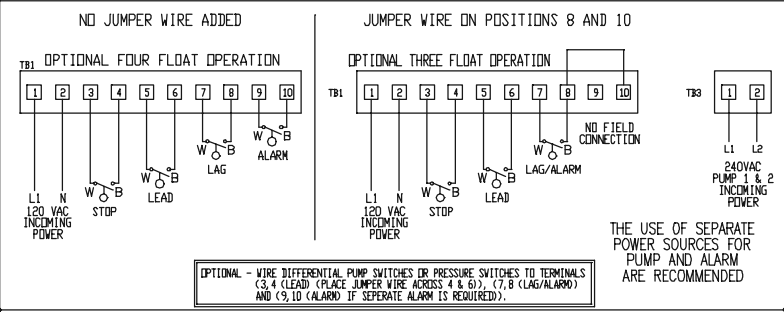 NO JUMPER WIRE ADDED
JUMPER WIRE ON POSITIONS 8 AND 10
TB1
OPTIONAL FOUR FLOAT OPERATION
1 2 3 4 5 6 7 8 9 10
W B
ALARM
W B
LAG
W B
LEAD
W B
STOP
L1 N
120 VAC
INCOMING
POWER
OPTIONAL THREE FLOAT OPERATION
TB1
1 2 3 4 5 6 7 8 9 10
NO FIELD
CONNECTION
W B
LAG/ALARM
W B
LEAD
W B
STOP
L1 N
120 VAC
INCOMING
POWER
TB3
1 2
L1 L2
240VAC
PUMP 1 & 2
INCOMING
POWER
THE USE OF SEPARATE
POWER SOURCES FOR
PUMP AND ALARM
ARE RECOMMENDED
OPTIONAL - WIRE DIFFERENTIAL PUMP SWITCHES OR PRESSURE SWITCHES TO TERMINALS
(3,4 (LEAD) (PLACE JUMPER WIRE ACROSS 4 & 6)), (7,8 (LAG/ALARM))
AND (9,10 (ALARM) IF SEPERATE ALARM IS REQUIRED)).